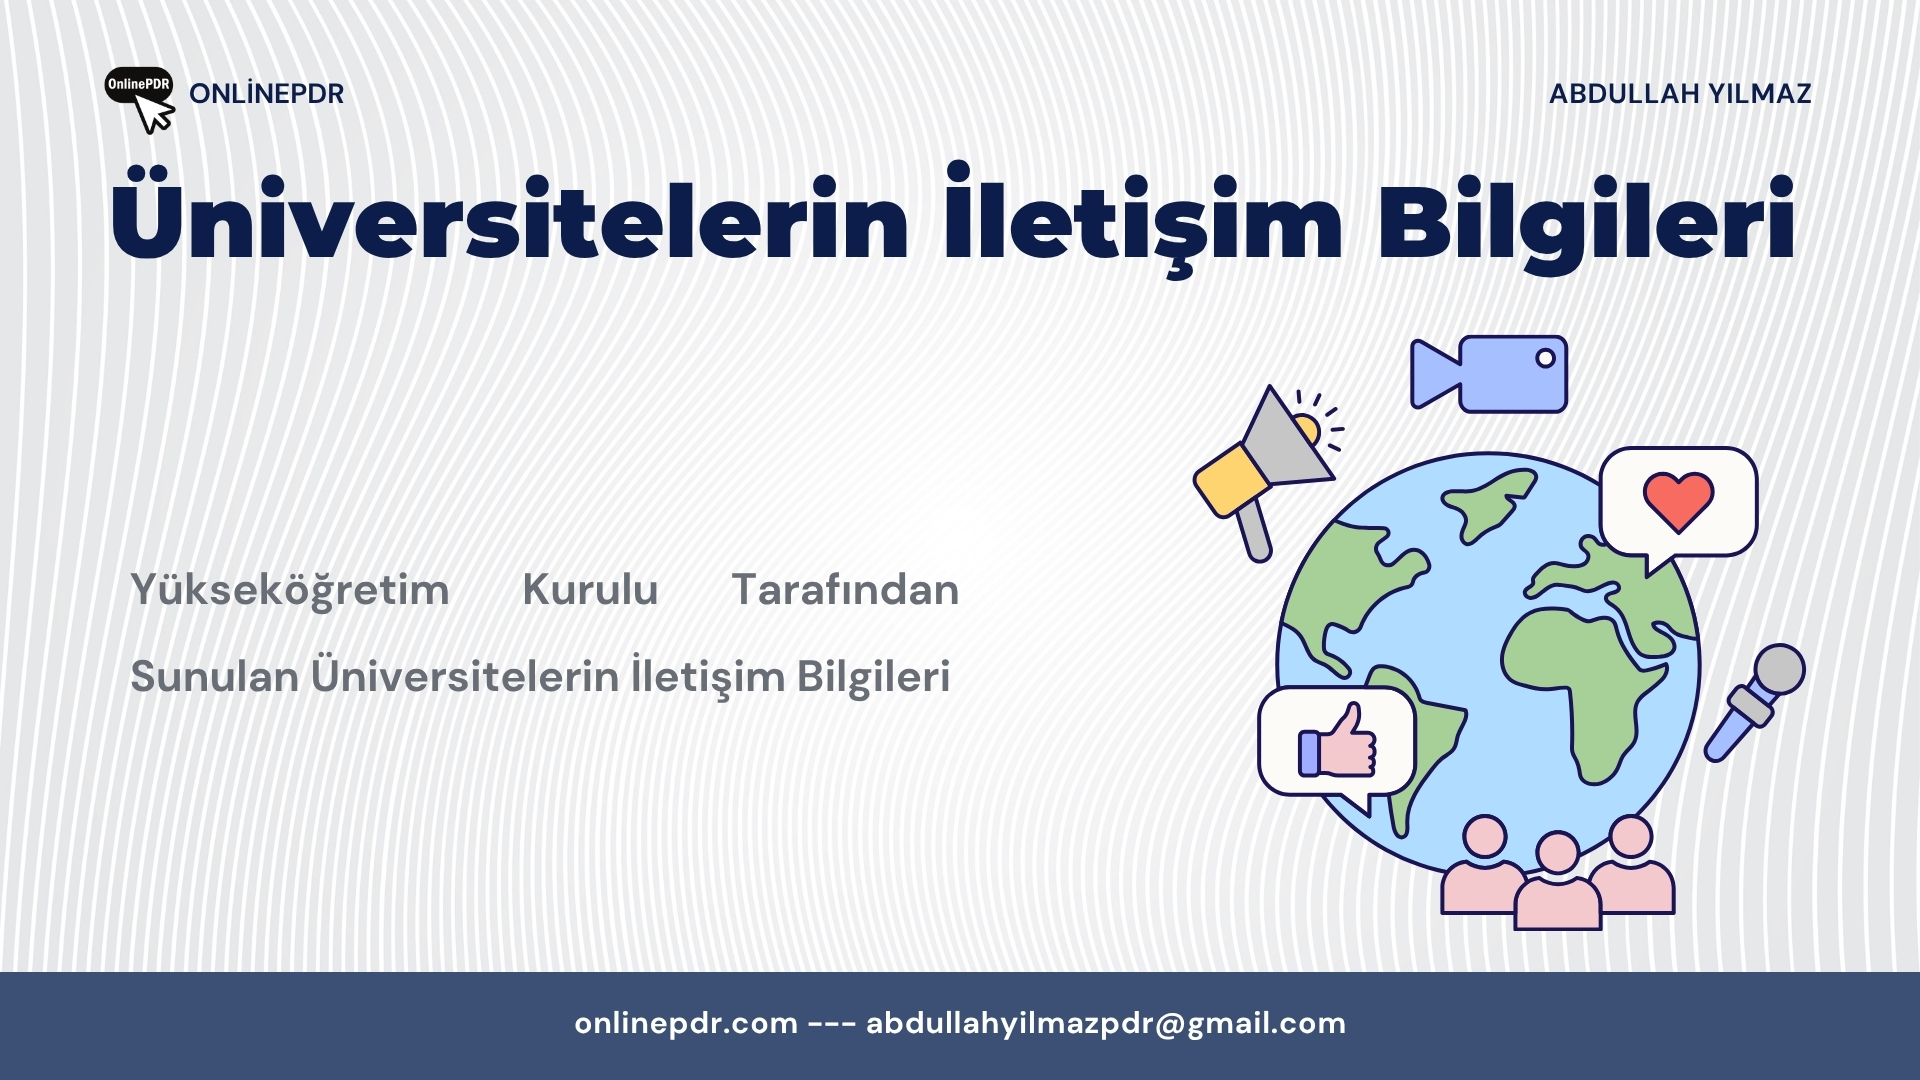 OnlinePDR
ONLİNEPDR
ABDULLAH YILMAZ
Üniversitelerin İletişim Bilgileri
Yükseköğretim Kurulu Tarafından
Sunulan Üniversitelerin İletişim Bilgileri
onlinepdr.com --- abdullahyilmazpdr@gmail.com